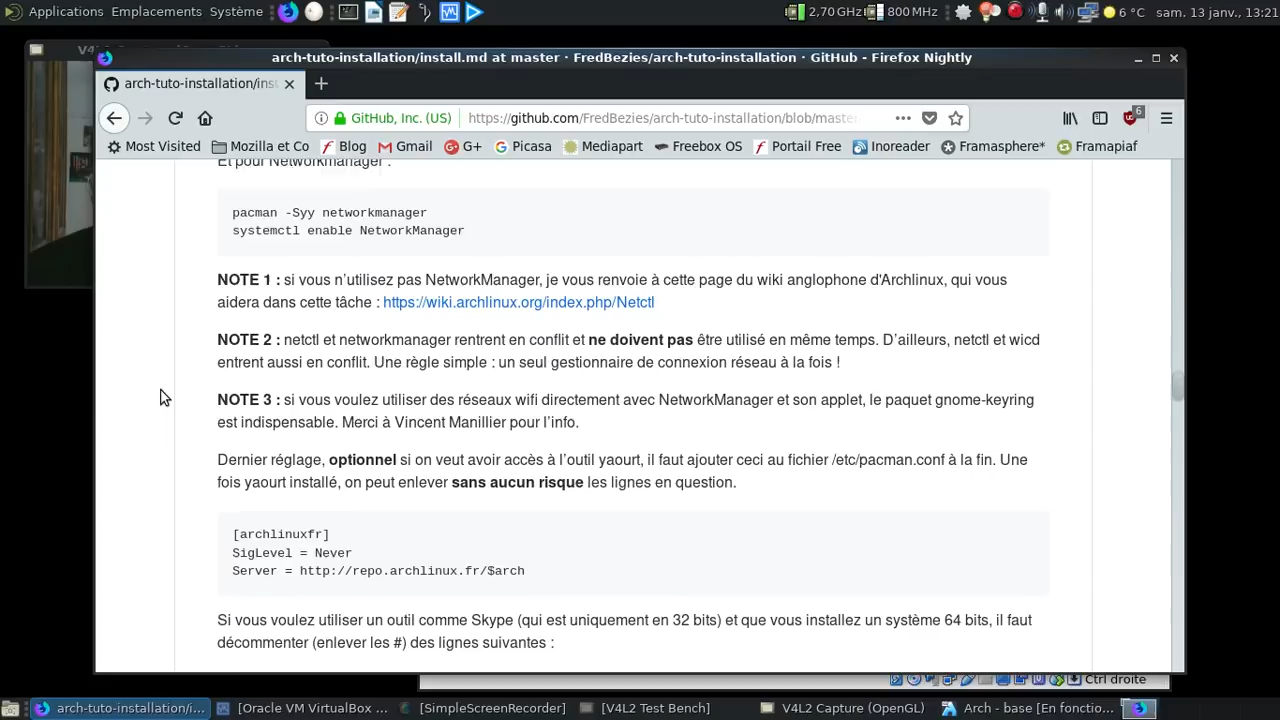 Applications Emplacements Système
2,70 GHz 800 MHz 6 °C sam. 13 janv., 13:21
arch-tuto-installation/install.md at master · FredBezies/arch-tuto-installation · GitHub - Firefox Nightly
arch-tuto-installation/inst
GitHub, Inc. (US) https://github.com/FredBezies/arch-tuto-installation/blob/master 6
Most Visited Mozilla et Co Blog Gmail G+ Picasa Mediapart Freebox OS Portail Free Inoreader Framasphere* Framapiaf
Et pour Networkmanager :
pacman -Syy networkmanager
systemctl enable NetworkManager
NOTE 1 : si vous n’utilisez pas NetworkManager, je vous renvoie à cette page du wiki anglophone d'Archlinux, qui vous
aidera dans cette tâche : https://wiki.archlinux.org/index.php/Netctl
NOTE 2 : netctl et networkmanager rentrent en conflit et ne doivent pas être utilisé en même temps. D’ailleurs, netctl et wicd
entrent aussi en conflit. Une règle simple : un seul gestionnaire de connexion réseau à la fois !
NOTE 3 : si vous voulez utiliser des réseaux wifi directement avec NetworkManager et son applet, le paquet gnome-keyring
est indispensable. Merci à Vincent Manillier pour l’info.
Dernier réglage, optionnel si on veut avoir accès à l’outil yaourt, il faut ajouter ceci au fichier /etc/pacman.conf à la fin. Une
fois yaourt installé, on peut enlever sans aucun risque les lignes en question.
[archlinuxfr]
SigLevel = Never
Server = http://repo.archlinux.fr/$arch
Si vous voulez utiliser un outil comme Skype (qui est uniquement en 32 bits) et que vous installez un système 64 bits, il faut
décommenter (enlever les #) des lignes suivantes :
Ctrl droite
arch-tuto-installation/i... [Oracle VM VirtualBox ... [SimpleScreenRecorder] [V4L2 Test Bench] V4L2 Capture (OpenGL) Arch - base [En fonctio...